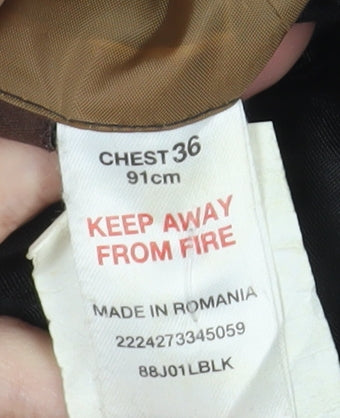 CHEST 36
91cm
KEEP AWAY
FROM FIRE
MADE IN ROMANIA
2224273345059
88J01LBLK